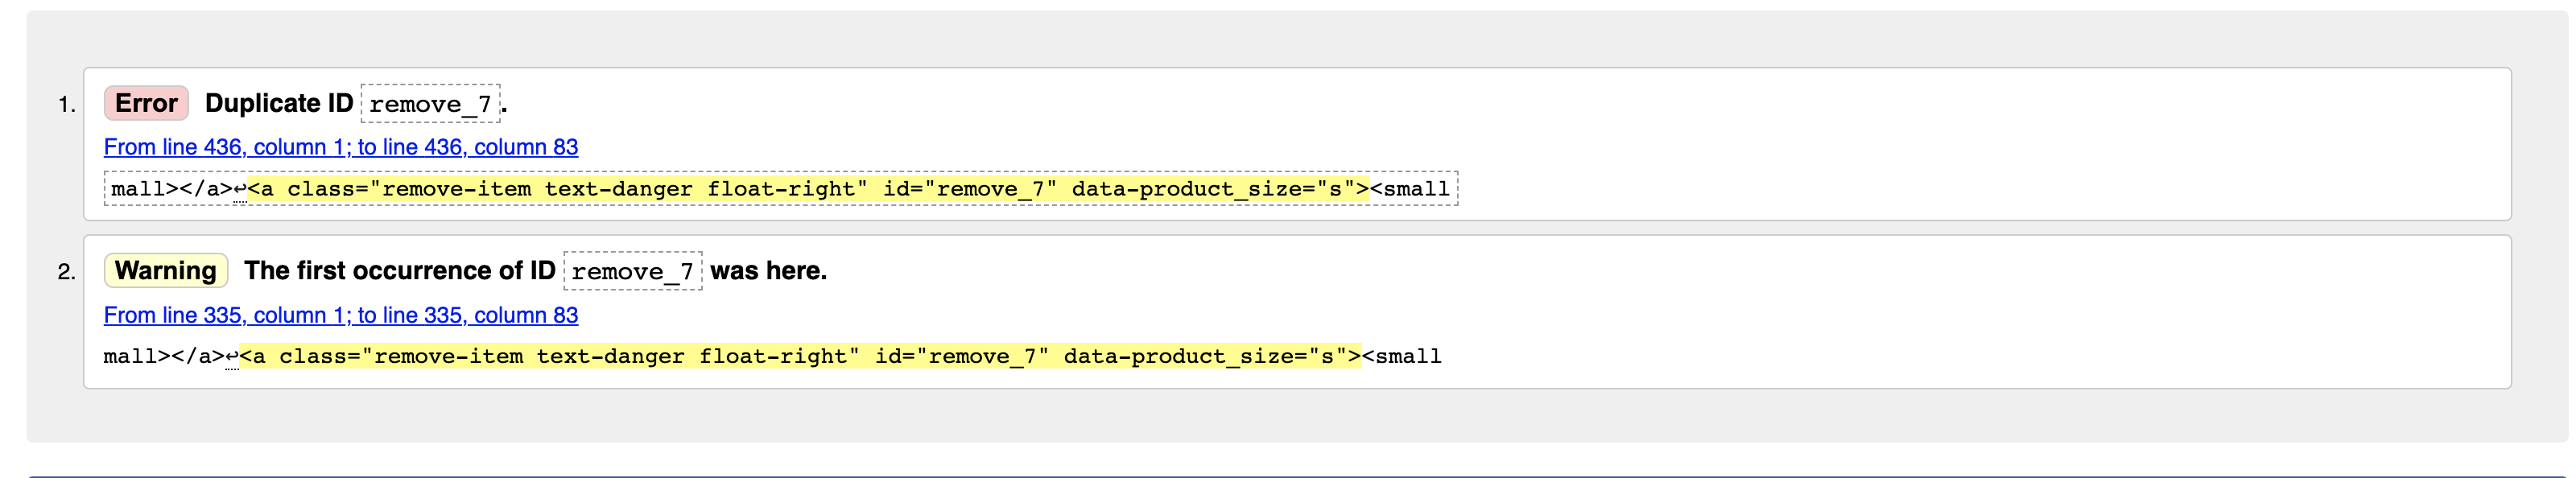 1. Error Duplicate ID remove_7.
From line 436, column 1; to line 436, column 83
mall></a>↩<a class="remove-item text-danger float-right" id="remove_7" data-product_size="s"><small
2. Warning The first occurrence of ID remove_7 was here.
From line 335, column 1; to line 335, column 83
mall></a>↩<a class="remove-item text-danger float-right" id="remove_7" data-product_size="s"><small